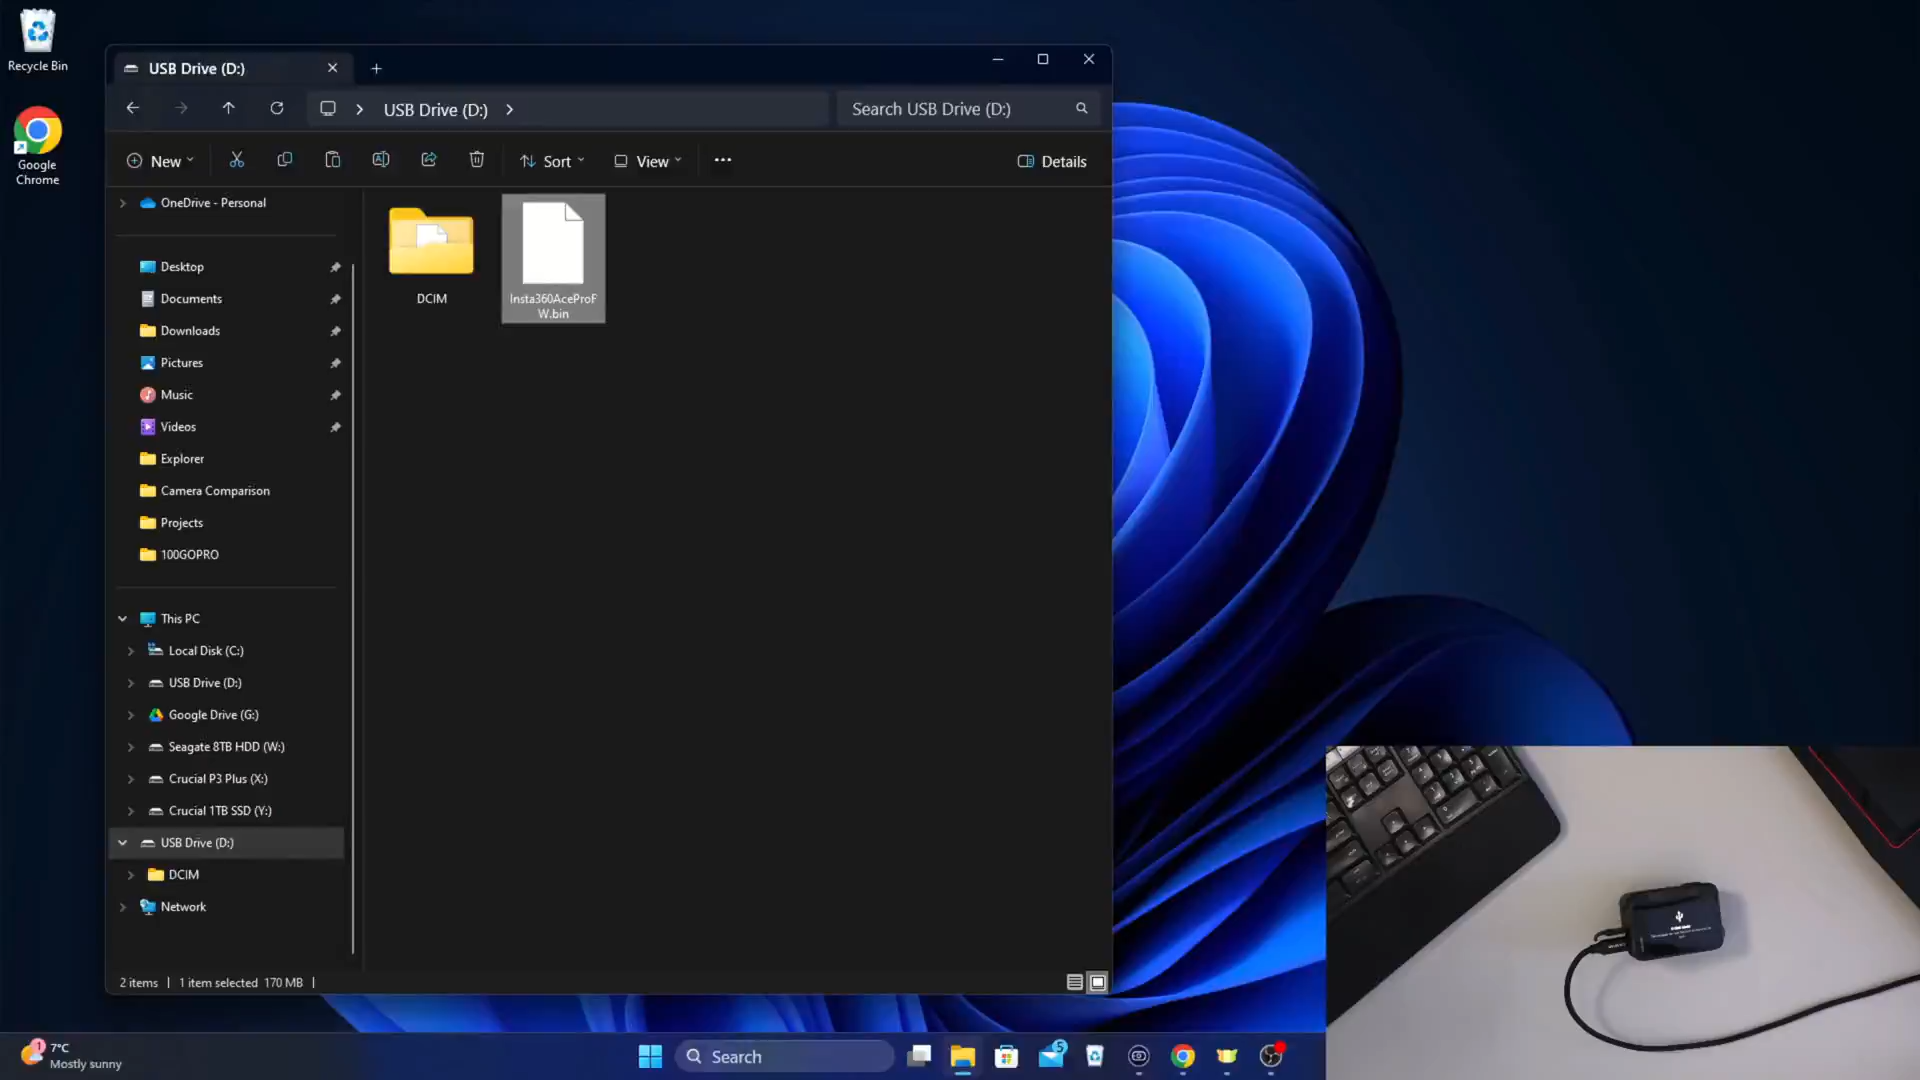 Recycle Bin
Google
Chrome
USB Drive (D:)
USB Drive (D:)
Search USB Drive (D:)
New
Sort
View
Details
OneDrive - Personal
Desktop
Documents
Downloads
Pictures
Music
Videos
Explorer
Camera Comparison
Projects
100GOPRO
This PC
Local Disk (C:)
USB Drive (D:)
Google Drive (G:)
Seagate 8TB HDD (W:)
Crucial P3 Plus (X:)
Crucial 1TB SSD (Y:)
USB Drive (D:)
DCIM
Network
DCIM
Insta360AceProF
W.bin
2 items
1 item selected 170 MB
1
7°C
Mostly sunny
Search
5